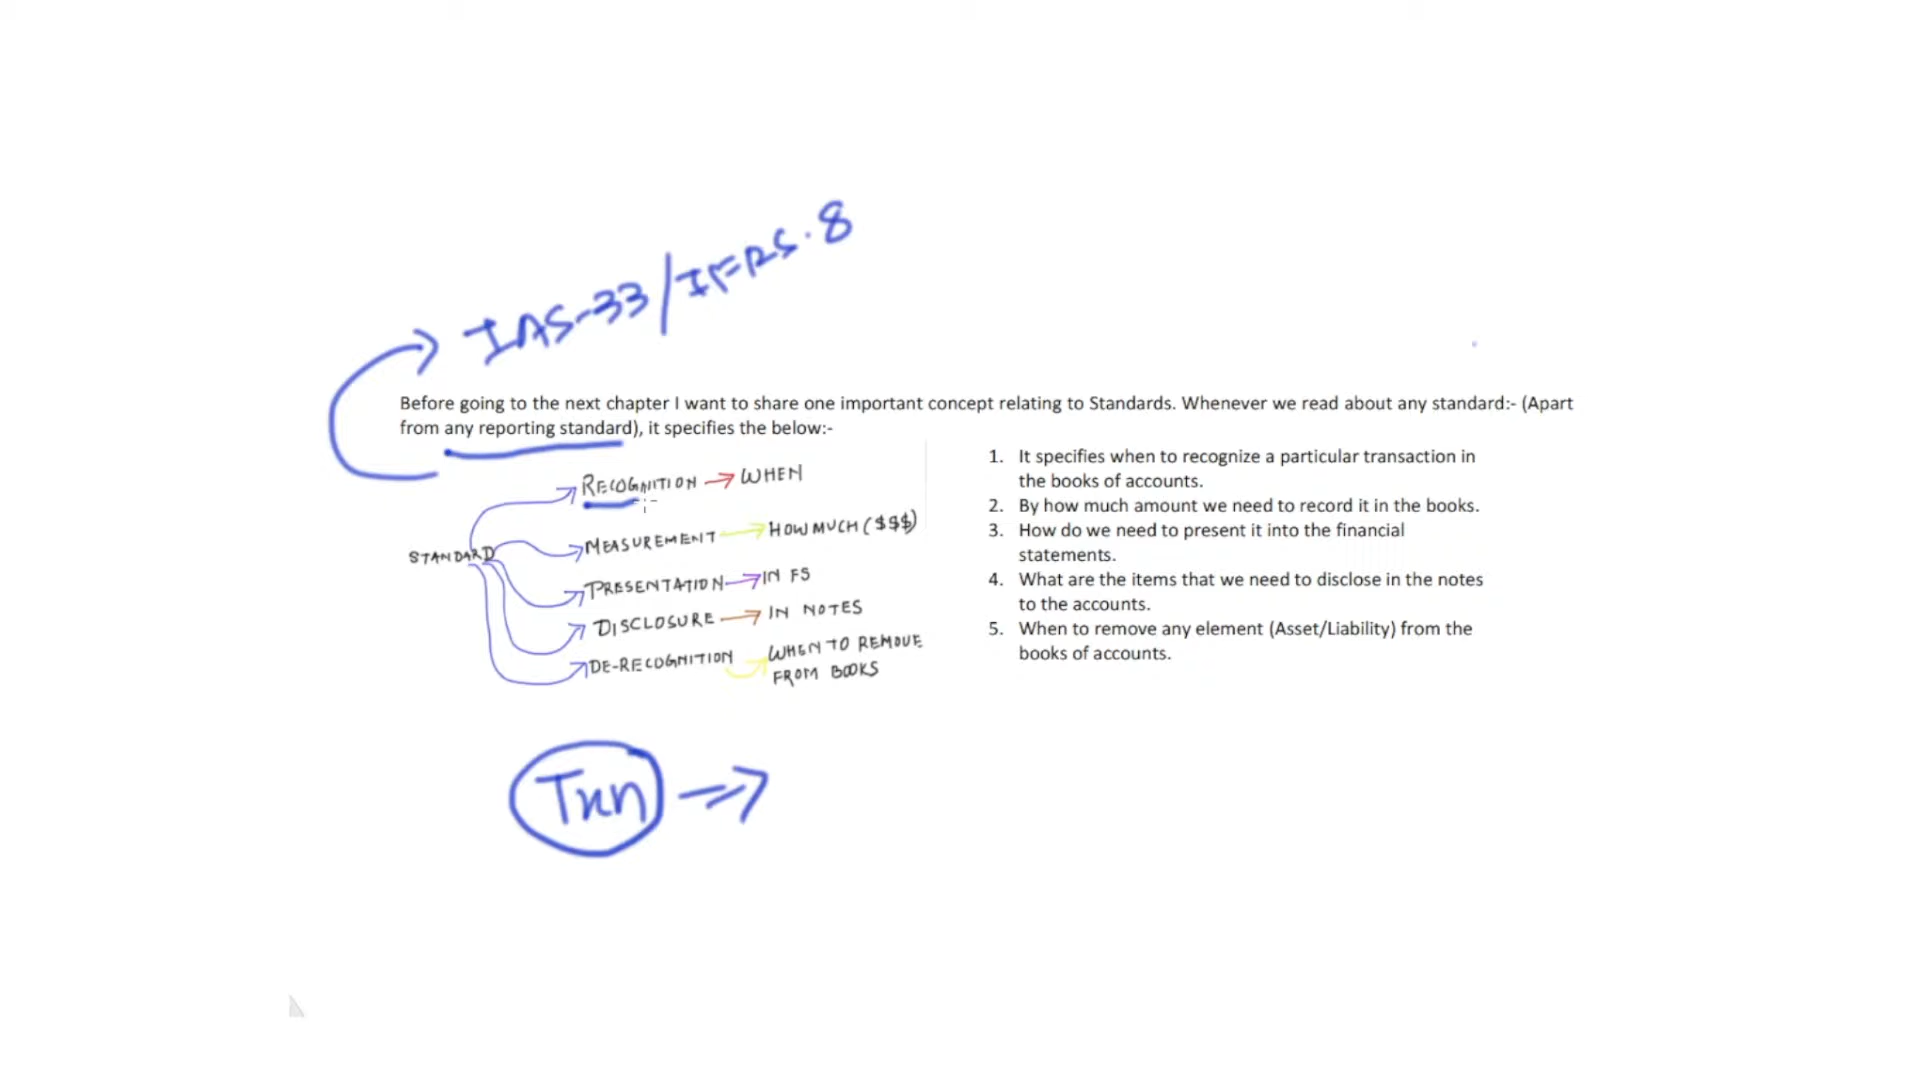 IAS-33/IFRS.8
Before going to the next chapter I want to share one important concept relating to Standards. Whenever we read about any standard:- (Apart
from any reporting standard), it specifies the below:-
STANDARD
RECOGNITION → WHEN
MEASUREMENT → HOW MUCH ($$$)
PRESENTATION → IN FS
DISCLOSURE → IN NOTES
DE-RECOGNITION → WHEN TO REMOVE
FROM BOOKS
1. It specifies when to recognize a particular transaction in
the books of accounts.
2. By how much amount we need to record it in the books.
3. How do we need to present it into the financial
statements.
4. What are the items that we need to disclose in the notes
to the accounts.
5. When to remove any element (Asset/Liability) from the
books of accounts.
Txn →